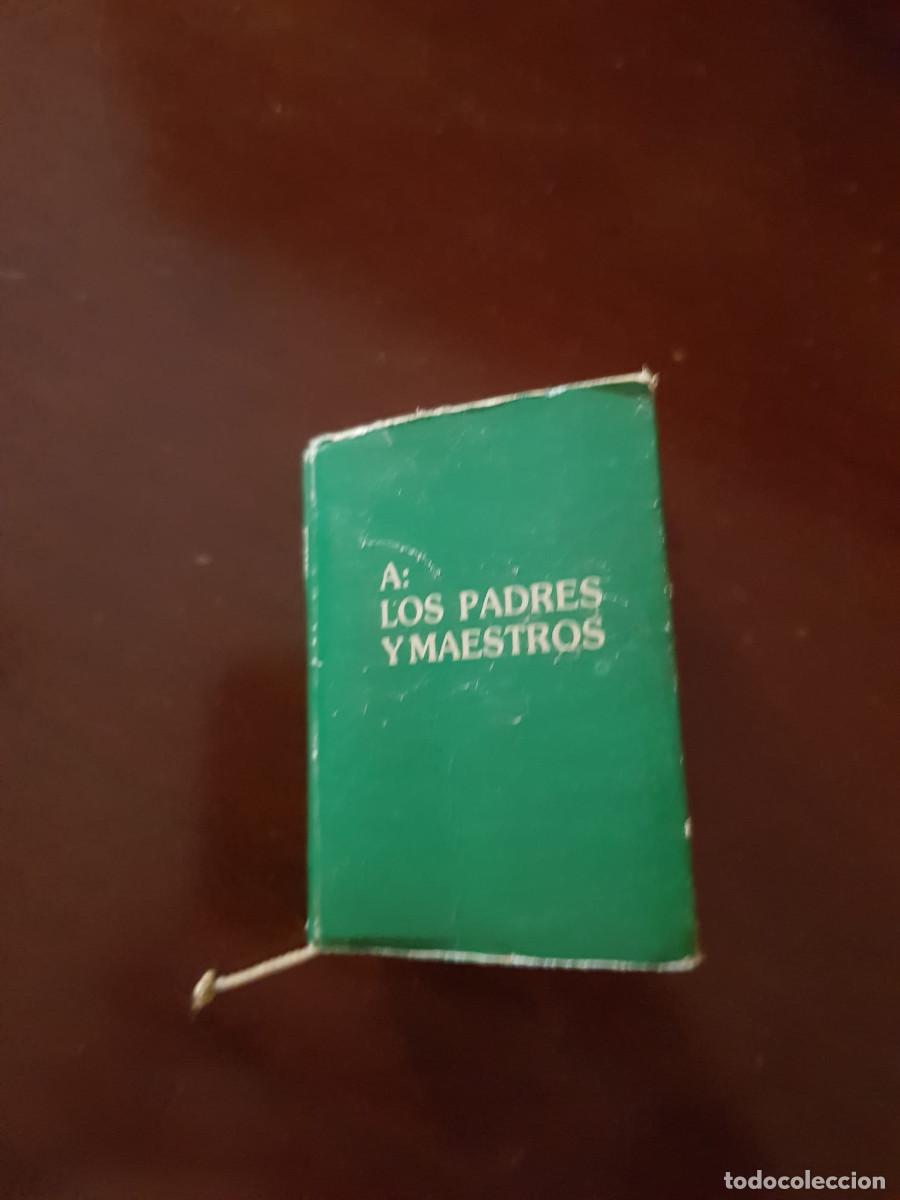 A:
LOS PADRES
Y MAESTROS
todocoleccion